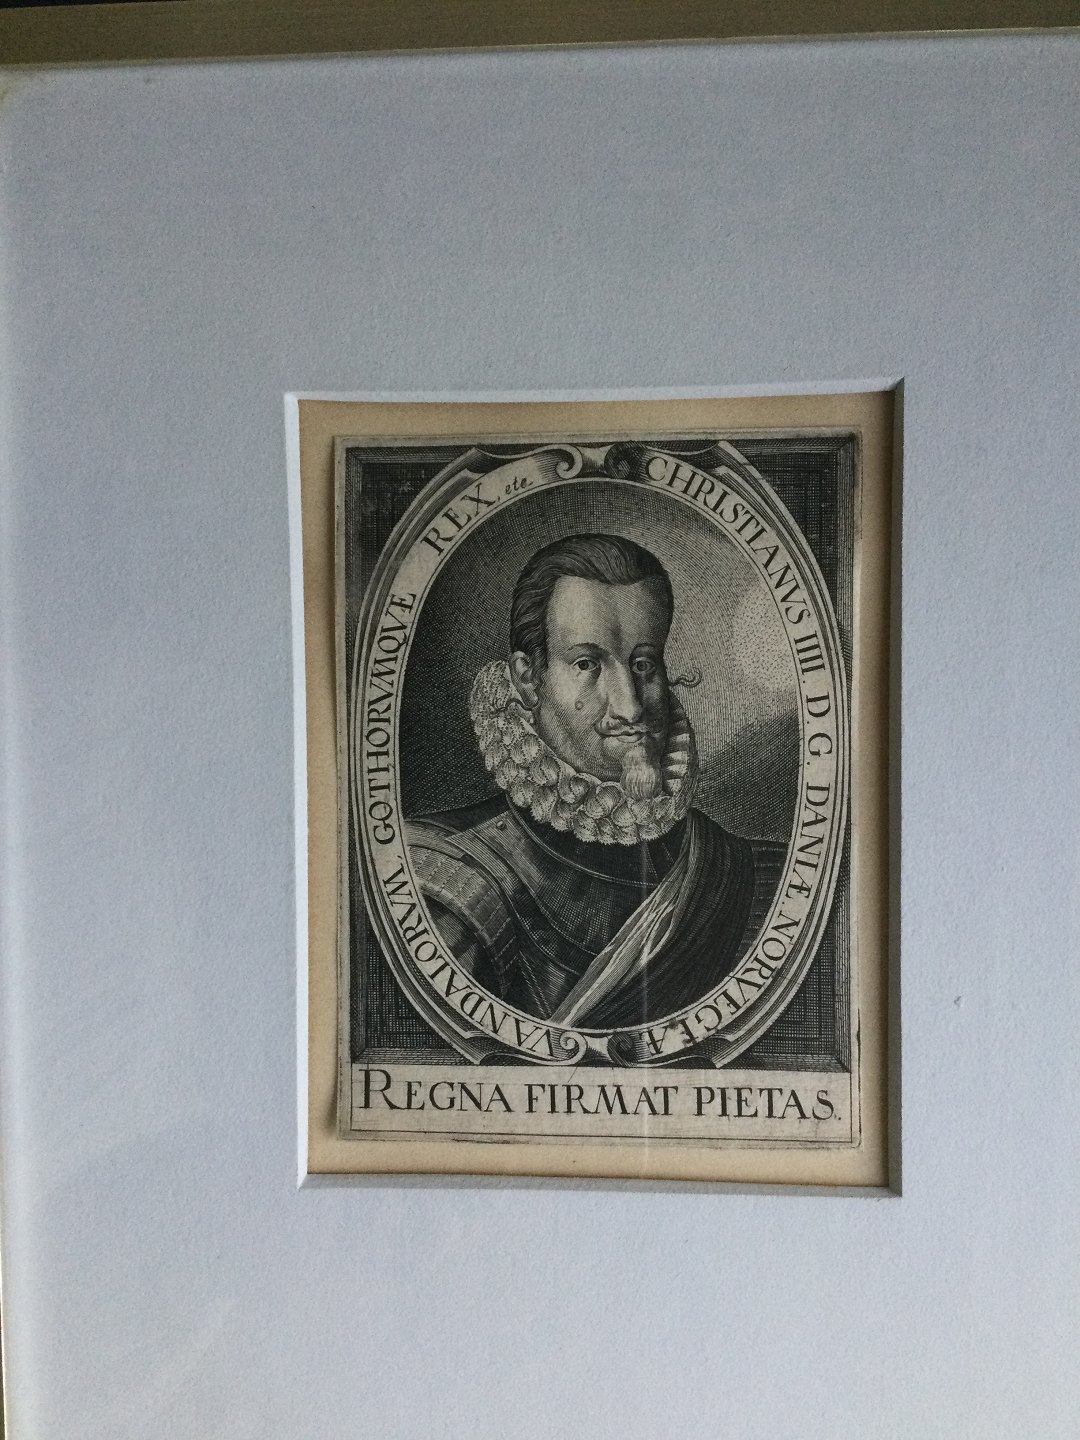 CHRISTIANVS IIII. D. G. DANIÆ. NORVEGIÆ. VANDALORVM, GOTHORVMQVE REX, etc.
REGNA FIRMAT PIETAS.